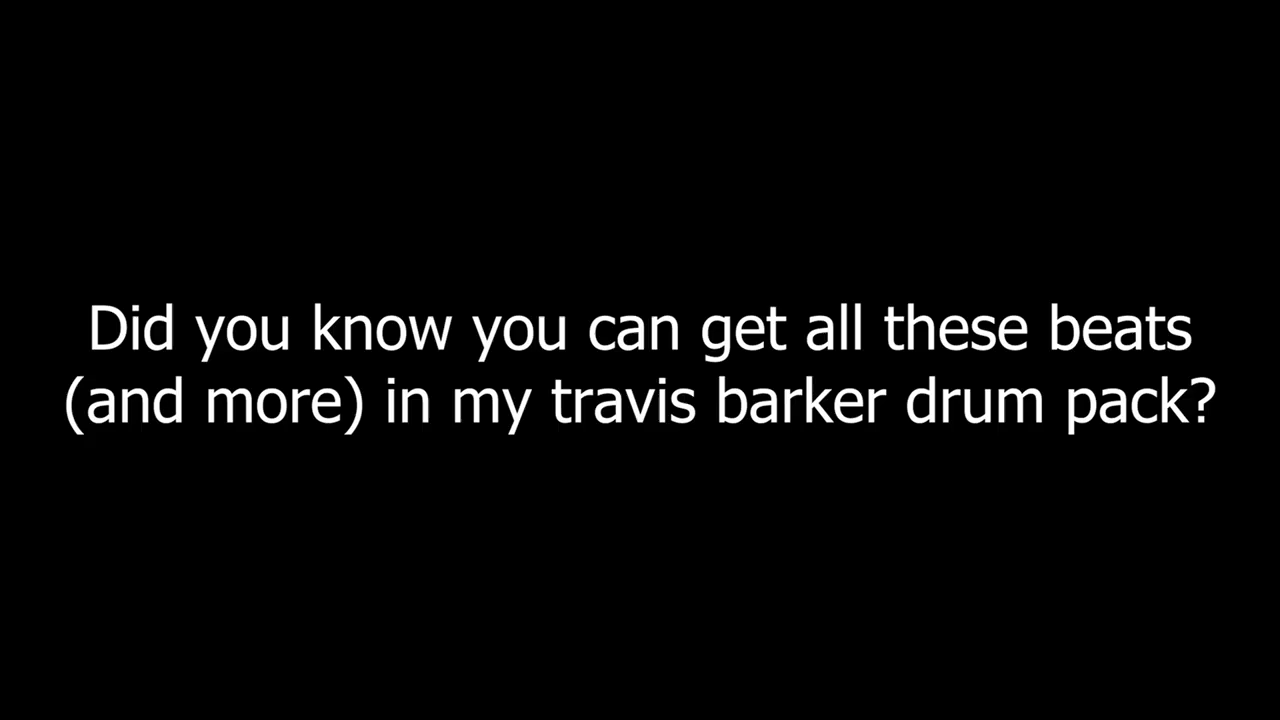 Did you know you can get all these beats
(and more) in my travis barker drum pack?